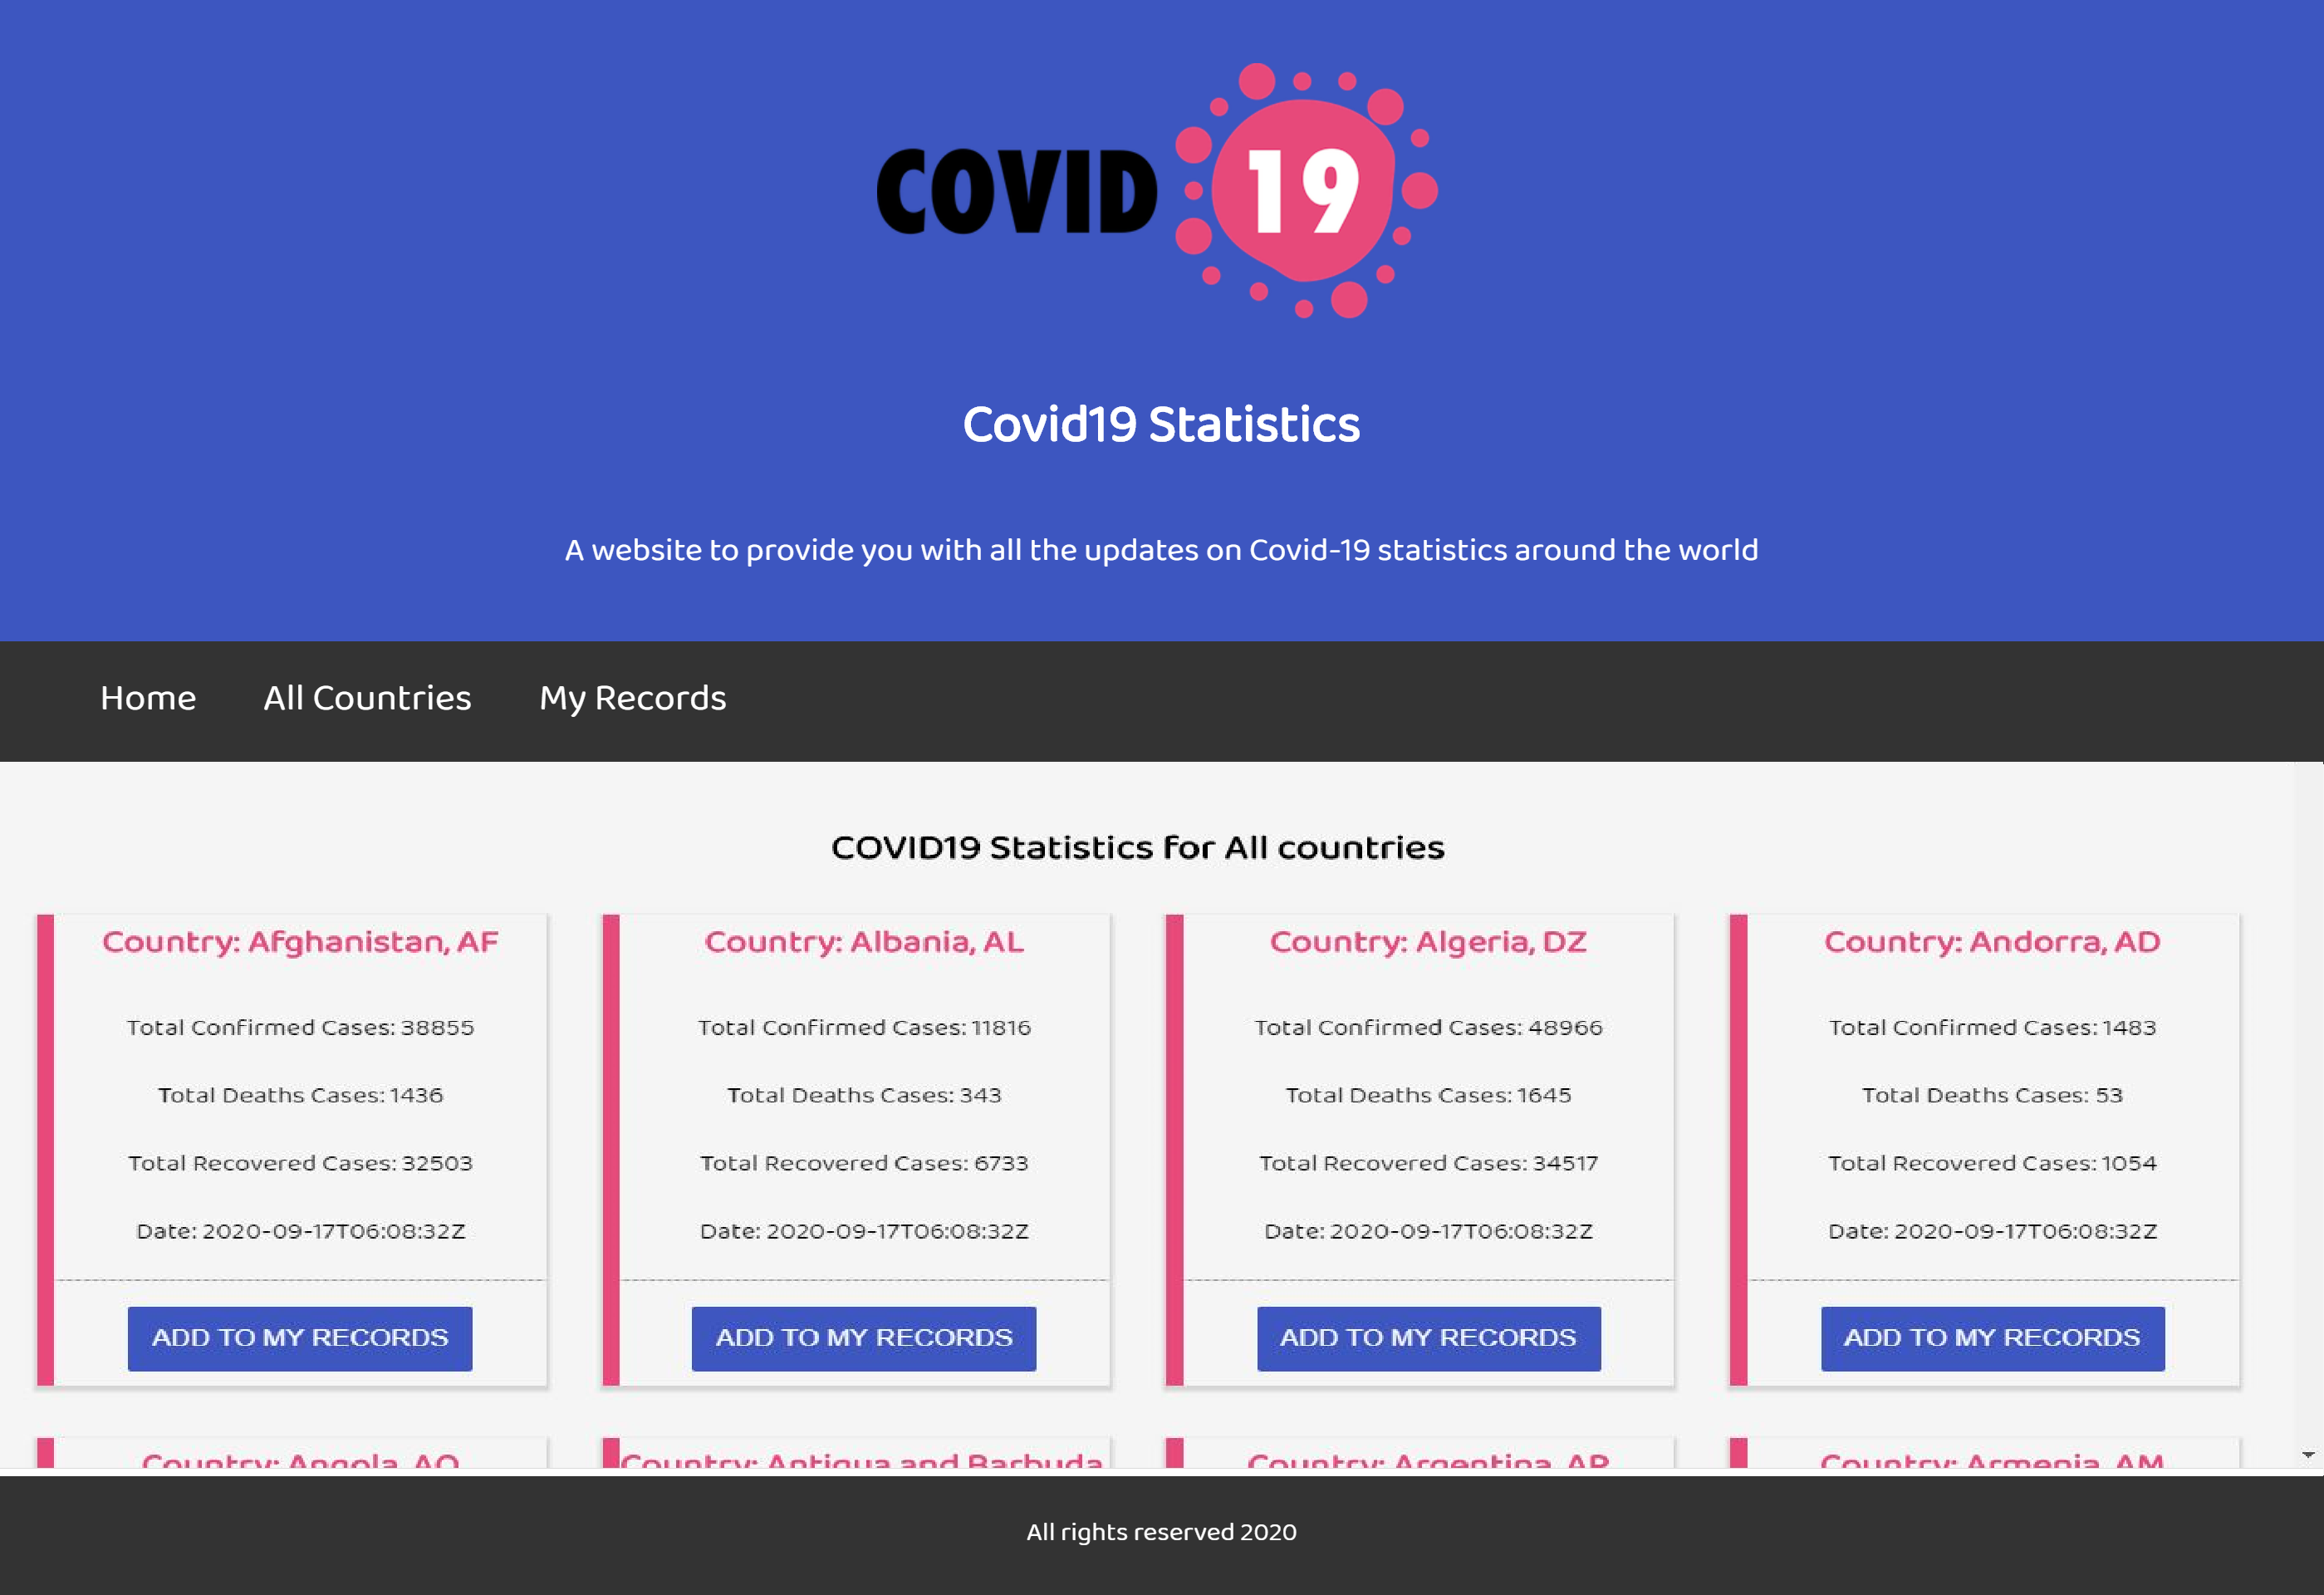 COVID 19
Covid19 Statistics
A website to provide you with all the updates on Covid-19 statistics around the world
Home All Countries My Records
COVID19 Statistics for All countries
Country: Afghanistan, AF
Total Confirmed Cases: 38855
Total Deaths Cases: 1436
Total Recovered Cases: 32503
Date: 2020-09-17T06:08:32Z
ADD TO MY RECORDS
Country: Albania, AL
Total Confirmed Cases: 11816
Total Deaths Cases: 343
Total Recovered Cases: 6733
Date: 2020-09-17T06:08:32Z
ADD TO MY RECORDS
Country: Algeria, DZ
Total Confirmed Cases: 48966
Total Deaths Cases: 1645
Total Recovered Cases: 34517
Date: 2020-09-17T06:08:32Z
ADD TO MY RECORDS
Country: Andorra, AD
Total Confirmed Cases: 1483
Total Deaths Cases: 53
Total Recovered Cases: 1054
Date: 2020-09-17T06:08:32Z
ADD TO MY RECORDS
Country: Angola, AO
Country: Antigua and Barbuda
Country: Argentina, AR
Country: Armenia, AM
All rights reserved 2020